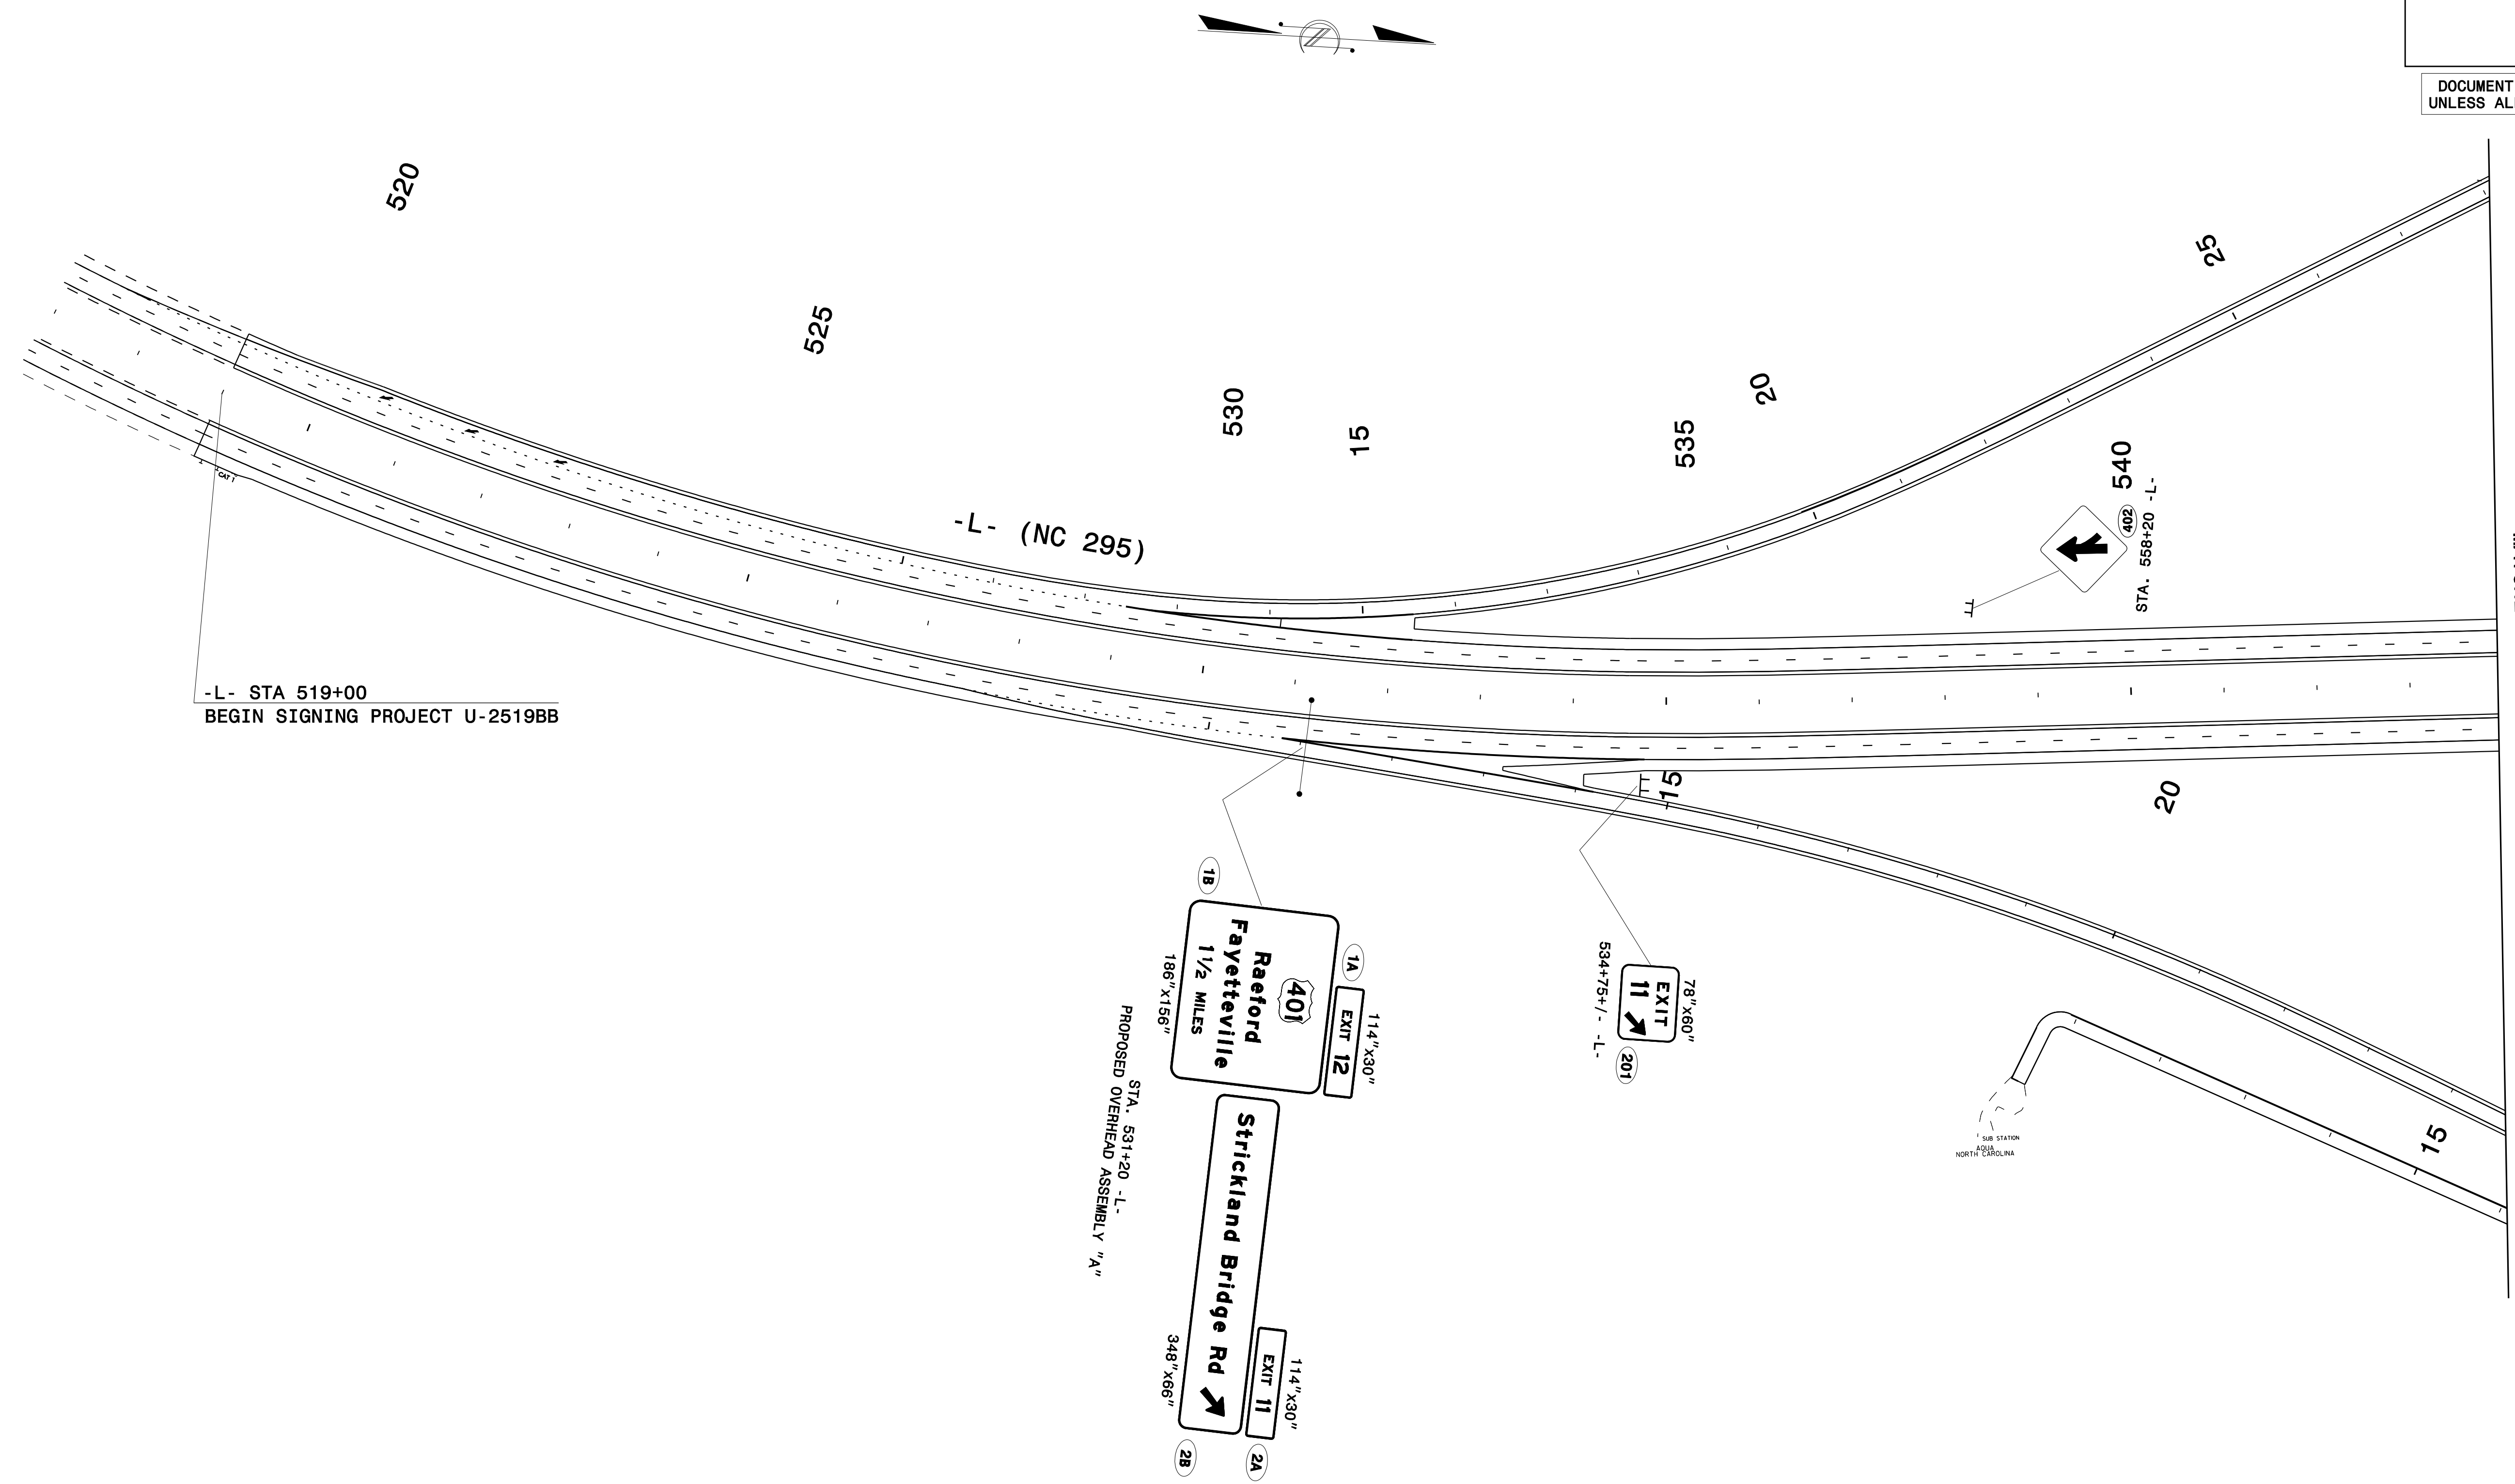 DOCUMENT
UNLESS AL
520
525
530
15
535
20
25
540
402
STA. 558+20 -L-
-L- (NC 295)
CAT 1
-L- STA 519+00
BEGIN SIGNING PROJECT U-2519BB
15
20
15
1B
1A
114"x30"
EXIT 12
401
Raeford
Fayetteville
1 1/2 MILES
186"x156"
78"x60"
EXIT
11
534+75+/- -L-
201
STA. 531+20 -L-
PROPOSED OVERHEAD ASSEMBLY "A"
114"x30"
EXIT 11
Strickland Bridge Rd
348"x66"
2B
2A
SUB STATION
AQUA
NORTH CAROLINA